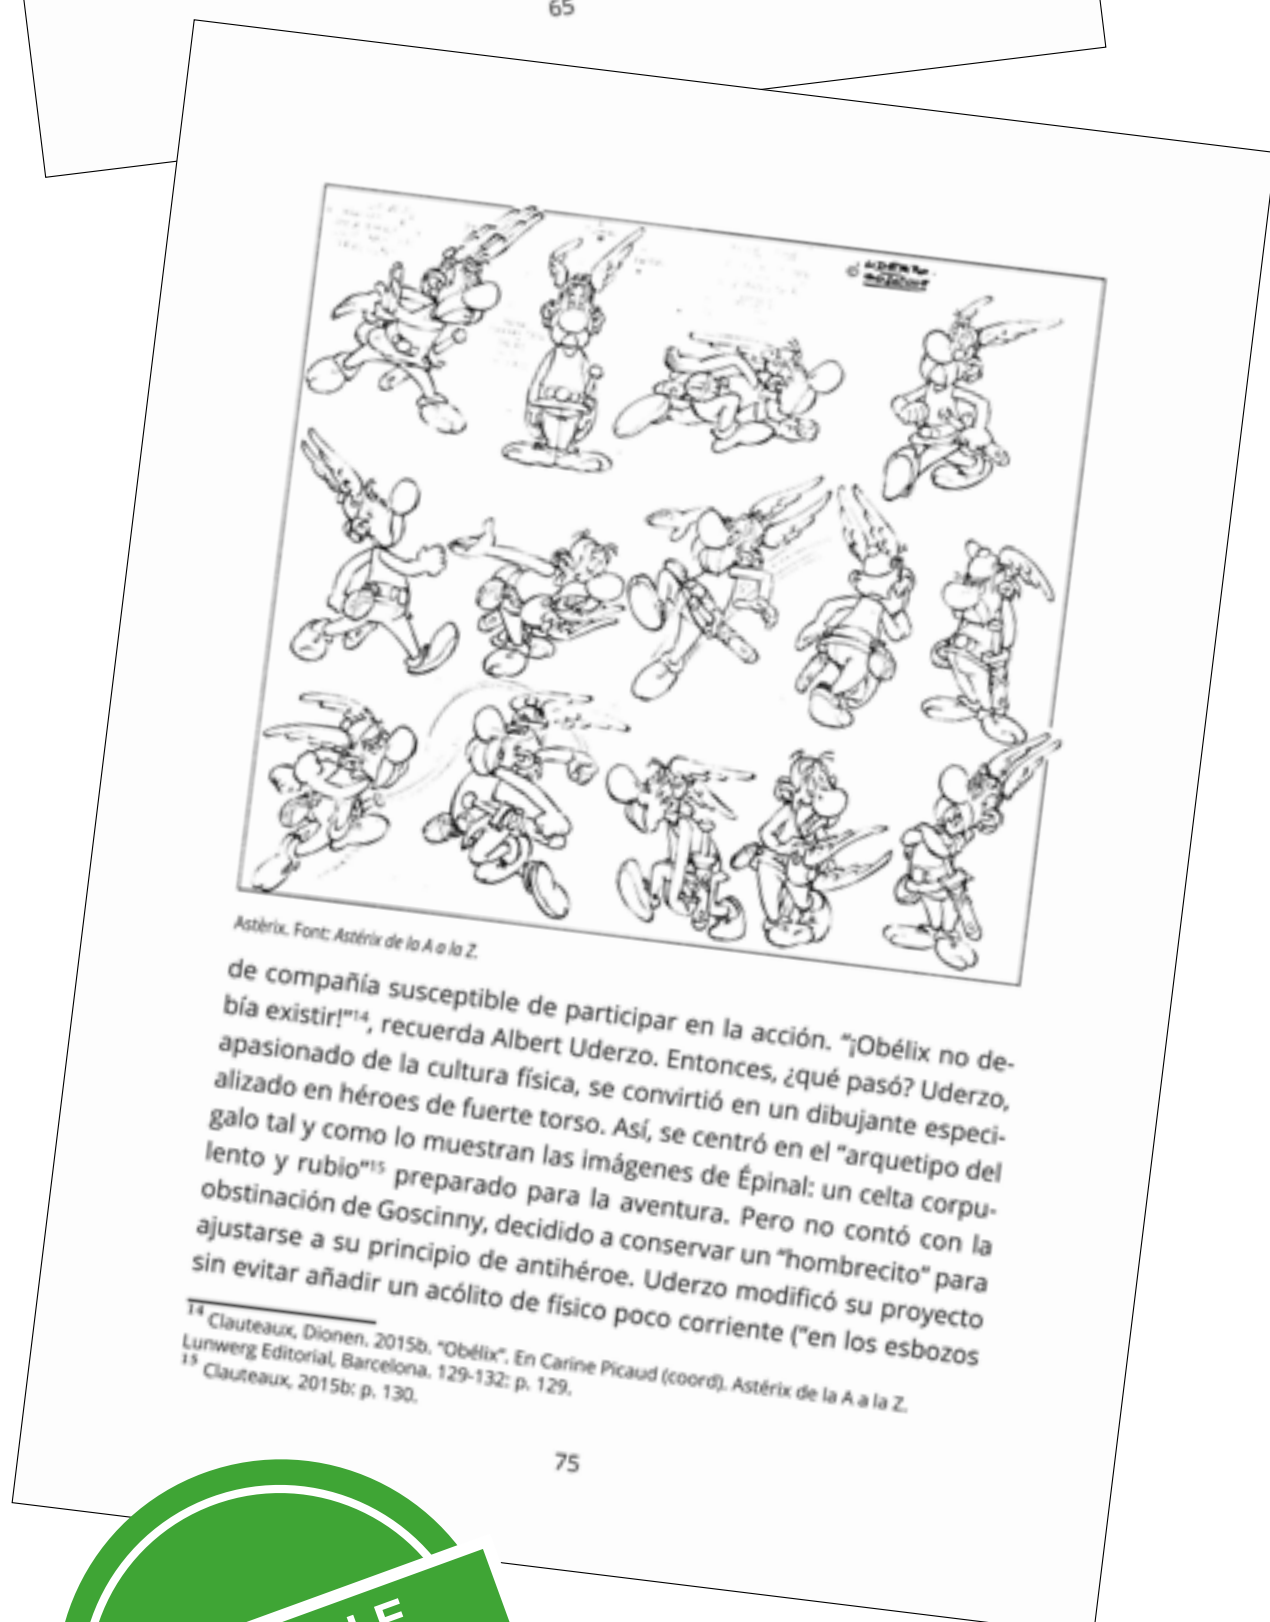 65
Astèrix. Font: Astérix de la A a la Z.
de compañía susceptible de participar en la acción. “¡Obélix no de-
bía existir!”14, recuerda Albert Uderzo. Entonces, ¿qué pasó? Uderzo,
apasionado de la cultura física, se convirtió en un dibujante especi-
alizado en héroes de fuerte torso. Así, se centró en el “arquetipo del
galo tal y como lo muestran las imágenes de Épinal: un celta corpu-
lento y rubio”15 preparado para la aventura. Pero no contó con la
obstinación de Goscinny, decidido a conservar un “hombrecito” para
ajustarse a su principio de antihéroe. Uderzo modificó su proyecto
sin evitar añadir un acólito de físico poco corriente (“en los esbozos
14 Clauteaux, Dionen. 2015b. “Obélix”. En Carine Picaud (coord). Astérix de la A a la Z.
Lunwerg Editorial, Barcelona. 129-132: p. 129.
15 Clauteaux, 2015b: p. 130.
75